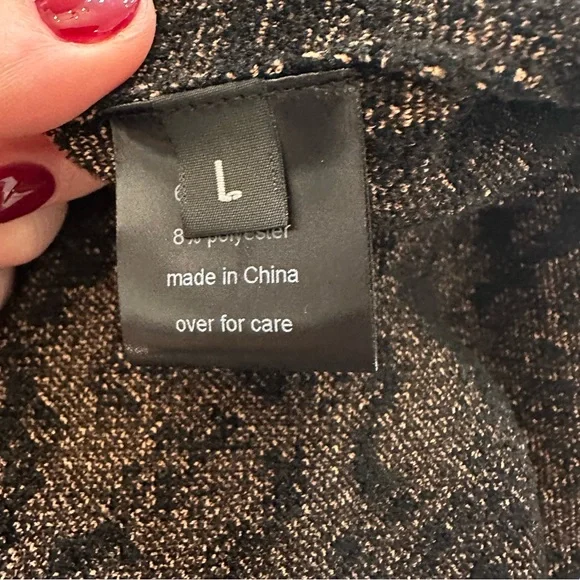 L
8% polyester
made in China
over for care